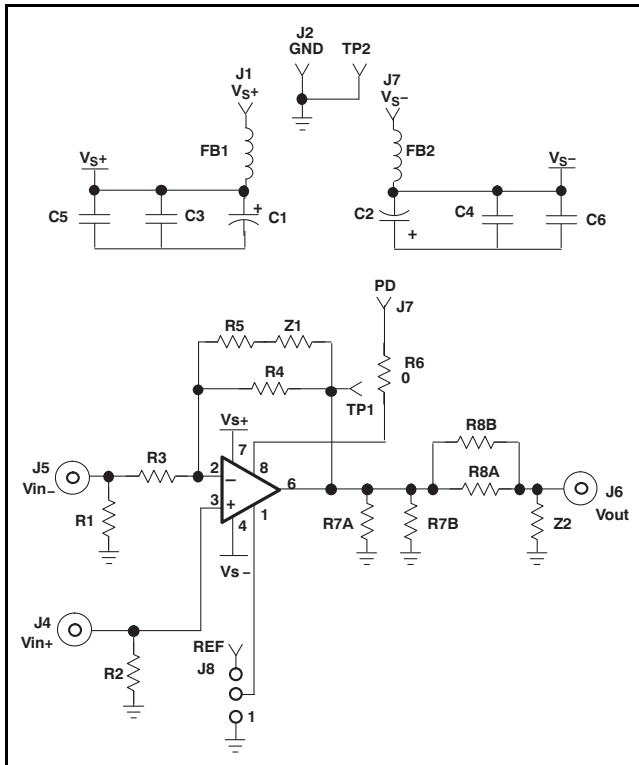 J2
GND
TP2
J1
VS+
J7
VS−
FB1
FB2
VS+
VS−
C5
C3
C1
+
C2
+
C4
C6
PD
J7
R5
Z1
R6
0
R4
TP1
Vs+
7
8
R8B
J5
Vin−
R3
2
−
6
R8A
J6
Vout
3
+
1
R1
4
R7A
R7B
Z2
Vs−
J4
Vin+
R2
REF
J8
1